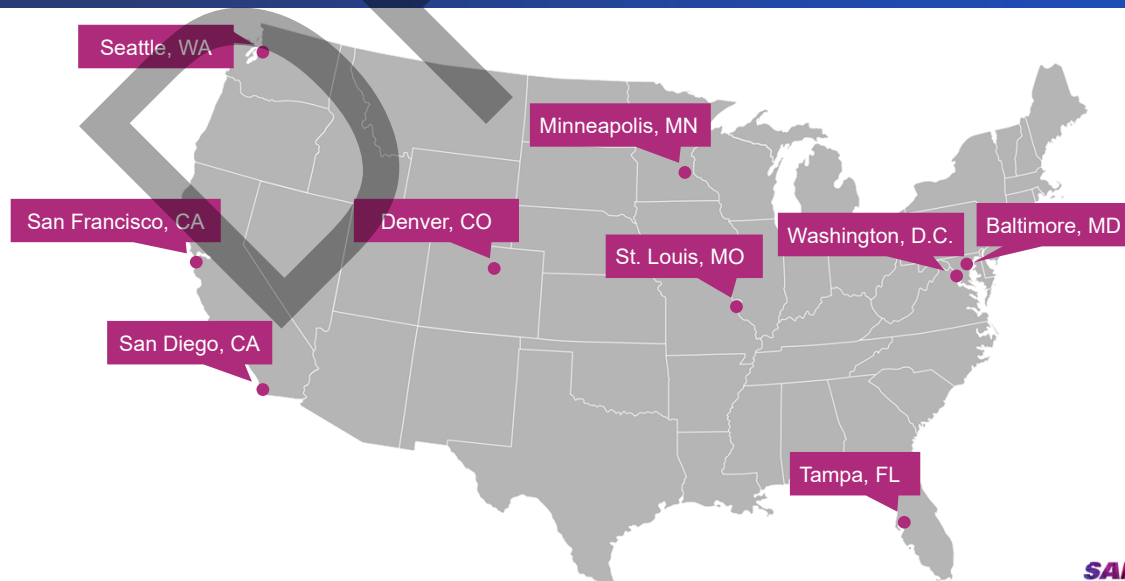 Seattle, WA
Minneapolis, MN
San Francisco, CA
Denver, CO
Washington, D.C.
Baltimore, MD
St. Louis, MO
San Diego, CA
Tampa, FL